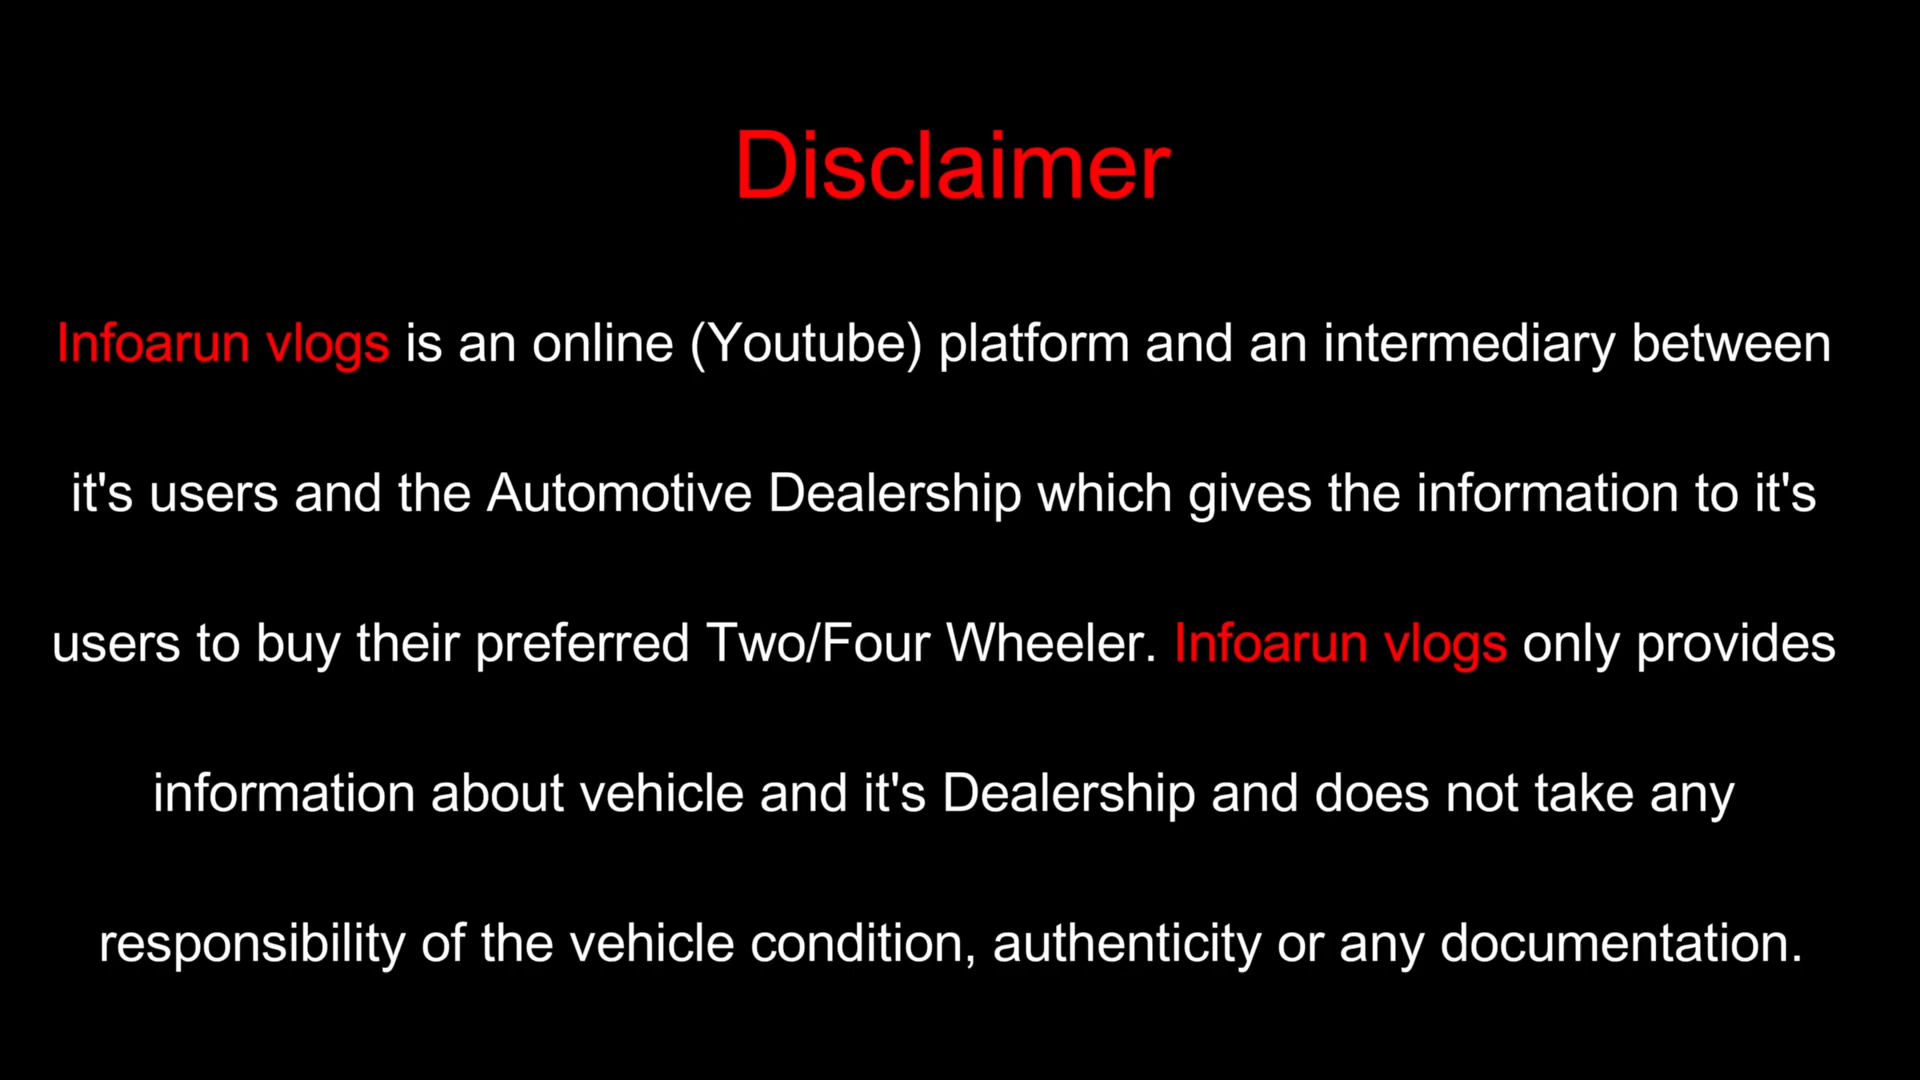 Disclaimer
Infoarun vlogs is an online (Youtube) platform and an intermediary between
it's users and the Automotive Dealership which gives the information to it's
users to buy their preferred Two/Four Wheeler. Infoarun vlogs only provides
information about vehicle and it's Dealership and does not take any
responsibility of the vehicle condition, authenticity or any documentation.